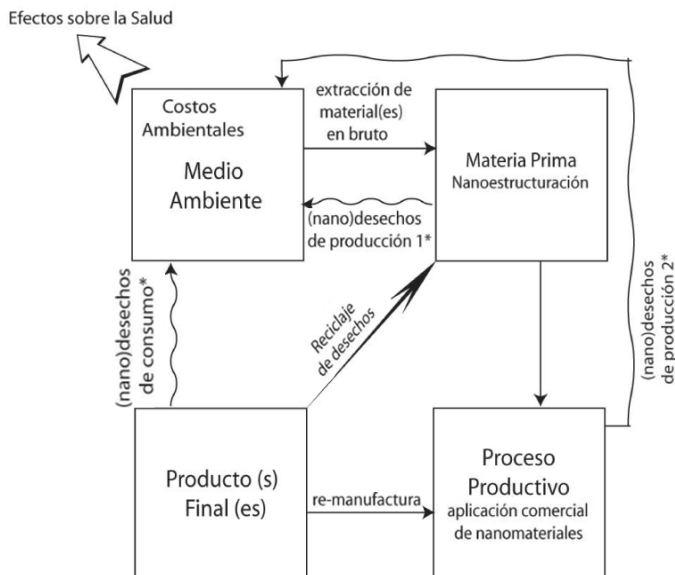 Efectos sobre la Salud
Costos
Ambientales
Medio
Ambiente
extracción de
material(es)
en bruto
Materia Prima
Nanoestructuración
(nano)desechos
de producción 1*
(nano)desechos
de consumo*
Reciclaje
de desechos
(nano)desechos
de producción 2*
Producto (s)
Final (es)
re-manufactura
Proceso
Productivo
aplicación comercial
de nanomateriales